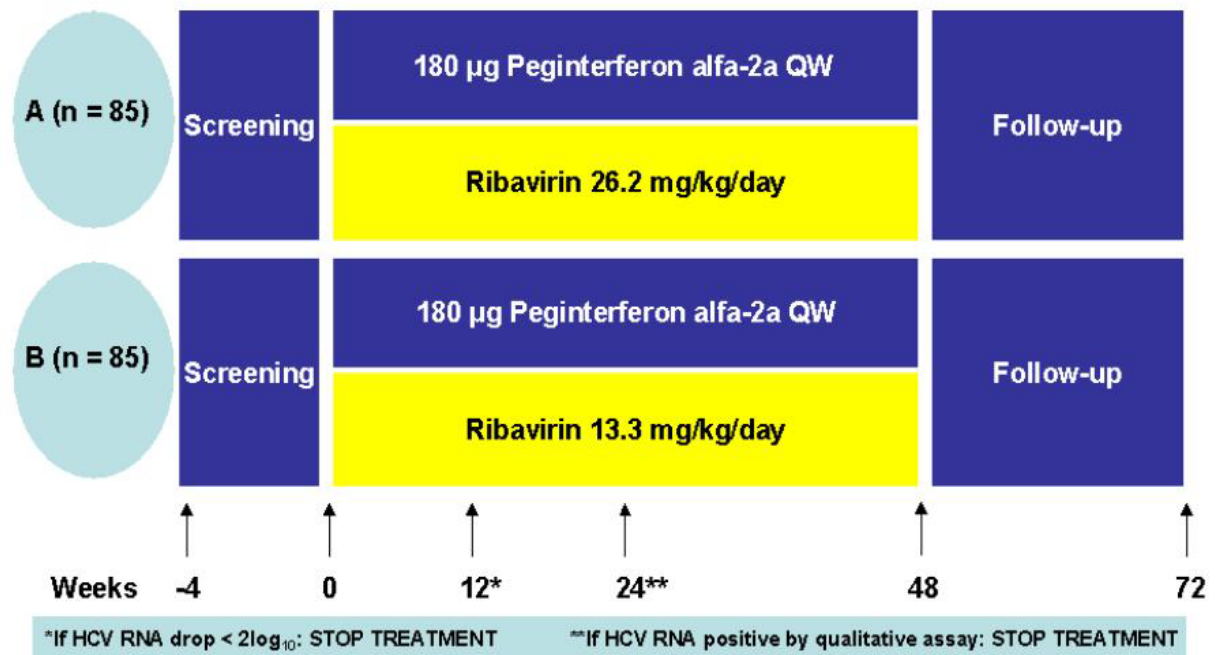 180 µg Peginterferon alfa-2a QW
A (n = 85)
Screening
Follow-up
Ribavirin 26.2 mg/kg/day
180 µg Peginterferon alfa-2a QW
B (n = 85)
Screening
Follow-up
Ribavirin 13.3 mg/kg/day
Weeks -4 0 12* 24** 48 72
*If HCV RNA drop < 2log₁₀: STOP TREATMENT **If HCV RNA positive by qualitative assay: STOP TREATMENT